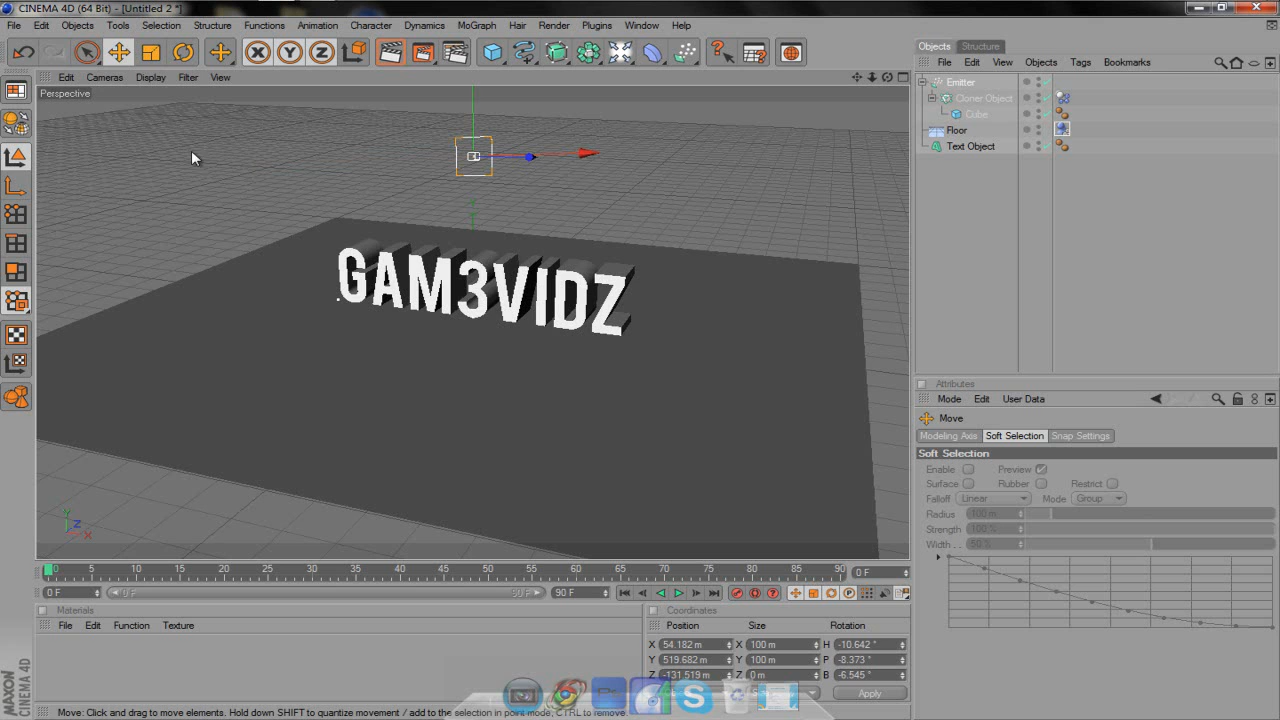 CINEMA 4D (64 Bit) - [Untitled 2 *]
File Edit Objects Tools Selection Structure Functions Animation Character Dynamics MoGraph Hair Render Plugins Window Help
Edit Cameras Display Filter View
Perspective
GAM3VIDZ
Y
Z
X
0 5 10 15 20 25 30 35 40 45 50 55 60 65 70 75 80 85 90
0 F
0 F
0 F
90 F
90 F
Materials
File Edit Function Texture
Coordinates
Position Size Rotation
X 54.182 m X 100 m H -10.642 °
Y 519.682 m Y 100 m P -8.373 °
Z -131.519 m Z 0 m B -6.545 °
Apply
Objects Structure
File Edit View Objects Tags Bookmarks
Emitter
Cloner Object
Cube
Floor
Text Object
Attributes
Mode Edit User Data
Move
Modeling Axis Soft Selection Snap Settings
Soft Selection
Enable Preview
Surface Rubber Restrict
Falloff Linear Mode Group
Radius 100 m
Strength 100 %
Width . . 50 %
MAXON
CINEMA 4D
Move: Click and drag to move elements. Hold down SHIFT to quantize movement / add to the selection in point mode, CTRL to remove.